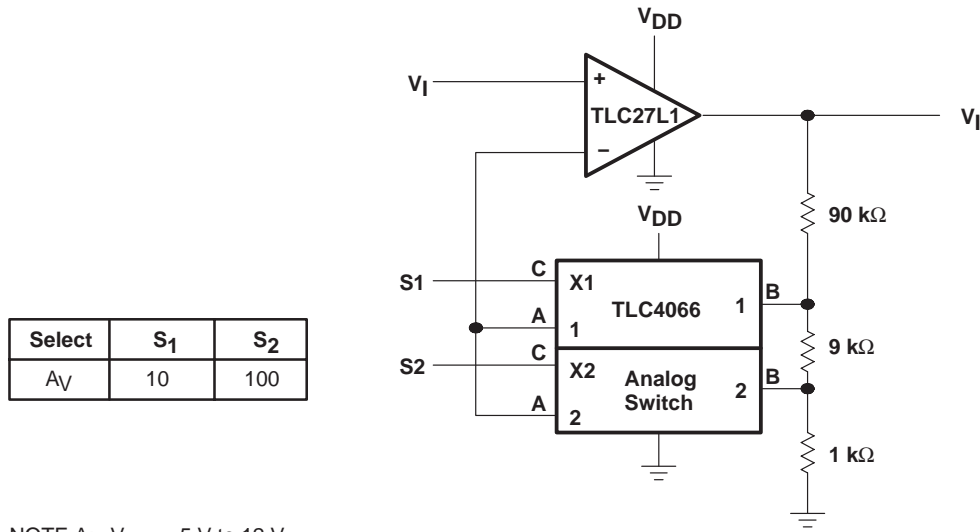 VDD
VI
+
TLC27L1
−
VI
90 kΩ
VDD
S1
C
X1
TLC4066
1
B
A
1
9 kΩ
S2
C
X2
Analog
Switch
2
B
A
2
1 kΩ
Select S1 S2
AV 10 100